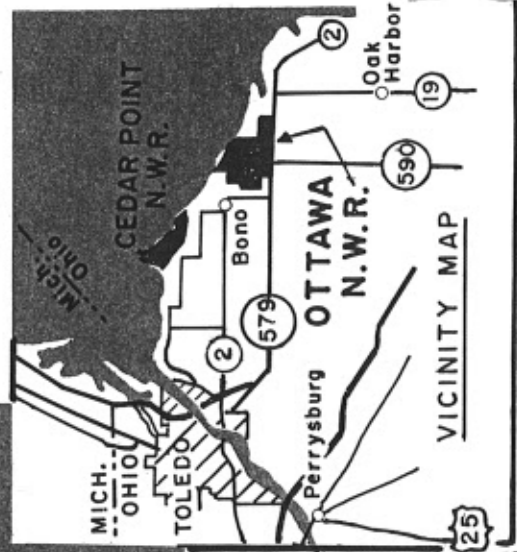 MICH.
OHIO
TOLEDO
Mich.
Ohio
CEDAR POINT
N.W.R.
2
Bono
2
579
OTTAWA
N.W.R.
Oak
Harbor
19
590
Perrysburg
25
VICINITY MAP